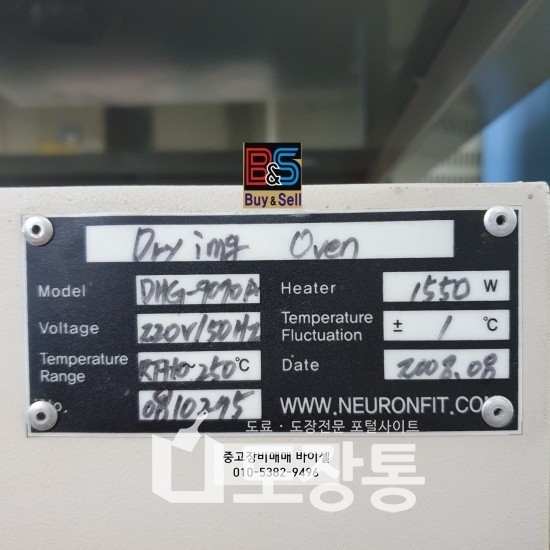 B&S
Buy & Sell
Drying Oven
Model DHG-9070A Heater 1550 W
Voltage 220V/50Hz Temperature Fluctuation ± 1 °C
Temperature Range RT+10~250°C Date 2008.08
No. 0810295
WWW.NEURONFIT.COM
도료·도장전문 포털사이트
도장통
중고장비매매 바이셀
010-5382-9496